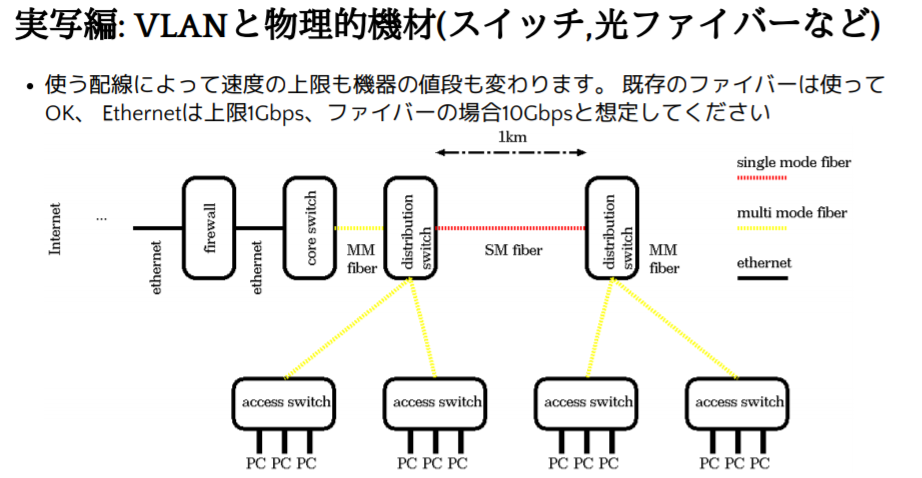 実写編: VLANと物理的機材(スイッチ,光ファイバーなど)
• 使う配線によって速度の上限も機器の値段も変わります。 既存のファイバーは使って
OK、 Ethernetは上限1Gbps、ファイバーの場合10Gbpsと想定してください
1km
single mode fiber
multi mode fiber
ethernet
Internet
...
ethernet
firewall
ethernet
core switch
MM
fiber
distribution
switch
SM fiber
distribution
switch
MM
fiber
access switch
access switch
access switch
access switch
PC PC PC
PC PC PC
PC PC PC
PC PC PC